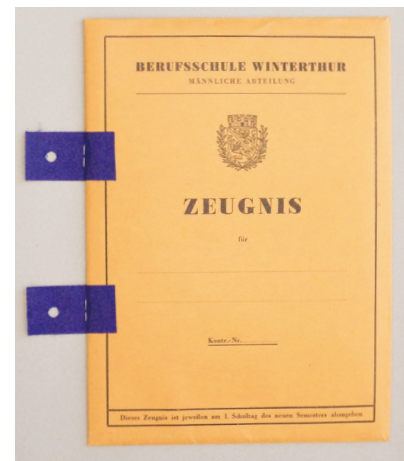 BERUFSSCHULE WINTERTHUR
MÄNNLICHE ABTEILUNG
ZEUGNIS
für
Kontr.-Nr.
Dieses Zeugnis ist jeweilen am 1. Schultag des neuen Semesters abzugeben